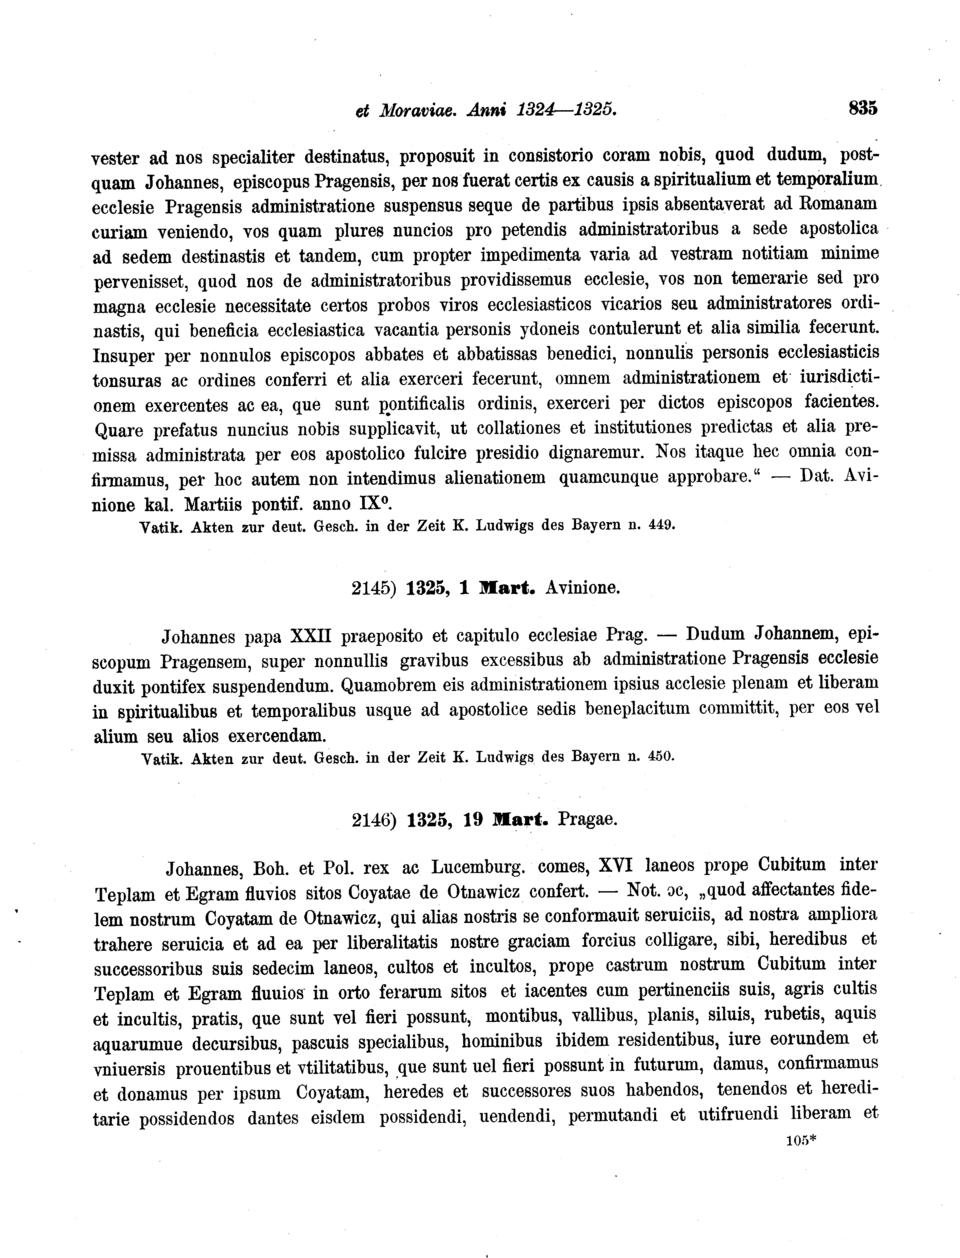 et Moraviae. Anni 1324—1325. 835
vester ad nos specialiter destinatus, proposuit in consistorio coram nobis, quod dudum, post-
quam Johannes, episcopus Pragensis, per nos fuerat certis ex causis a spiritualium et temporalium
ecclesie Pragensis administratione suspensus seque de partibus ipsis absentaverat ad Romanam
curiam veniendo, vos quam plures nuncios pro petendis administratoribus a sede apostolica
ad sedem destinastis et tandem, cum propter impedimenta varia ad vestram notitiam minime
pervenisset, quod nos de administratoribus providissemus ecclesie, vos non temerarie sed pro
magna ecclesie necessitate certos probos viros ecclesiasticos vicarios seu administratores ordi-
nastis, qui beneficia ecclesiastica vacantia personis ydoneis contulerunt et alia similia fecerunt.
Insuper per nonnulos episcopos abbates et abbatissas benedici, nonnulis personis ecclesiasticis
tonsuras ac ordines conferri et alia exerceri fecerunt, omnem administrationem et iurisdicti-
onem exercentes ac ea, que sunt pontificalis ordinis, exerceri per dictos episcopos facientes.
Quare prefatus nuncius nobis supplicavit, ut collationes et institutiones predictas et alia pre-
missa administrata per eos apostolico fulcire presidio dignaremur. Nos itaque hec omnia con-
firmamus, per hoc autem non intendimus alienationem quamcunque approbare.“ — Dat. Avi-
nione kal. Martiis pontif. anno IX⁰.
Vatik. Akten zur deut. Gesch. in der Zeit K. Ludwigs des Bayern n. 449.
2145) 1325, 1 Mart. Avinione.
Johannes papa XXII praeposito et capitulo ecclesiae Prag. — Dudum Johannem, epi-
scopum Pragensem, super nonnullis gravibus excessibus ab administratione Pragensis ecclesie
duxit pontifex suspendendum. Quamobrem eis administrationem ipsius acclesie plenam et liberam
in spiritualibus et temporalibus usque ad apostolice sedis beneplacitum committit, per eos vel
alium seu alios exercendam.
Vatik. Akten zur deut. Gesch. in der Zeit K. Ludwigs des Bayern n. 450.
2146) 1325, 19 Mart. Pragae.
Johannes, Boh. et Pol. rex ac Lucemburg. comes, XVI laneos prope Cubitum inter
Teplam et Egram fluvios sitos Coyatae de Otnawicz confert. — Not. ɔc, „quod affectantes fide-
lem nostrum Coyatam de Otnawicz, qui alias nostris se conformauit seruiciis, ad nostra ampliora
trahere seruicia et ad ea per liberalitatis nostre graciam forcius colligare, sibi, heredibus et
successoribus suis sedecim laneos, cultos et incultos, prope castrum nostrum Cubitum inter
Teplam et Egram fluuios in orto ferarum sitos et iacentes cum pertinenciis suis, agris cultis
et incultis, pratis, que sunt vel fieri possunt, montibus, vallibus, planis, siluis, rubetis, aquis
aquarumue decursibus, pascuis specialibus, hominibus ibidem residentibus, iure eorundem et
vniuersis prouentibus et vtilitatibus, que sunt uel fieri possunt in futurum, damus, confirmamus
et donamus per ipsum Coyatam, heredes et successores suos habendos, tenendos et heredi-
tarie possidendos dantes eisdem possidendi, uendendi, permutandi et utifruendi liberam et
105*